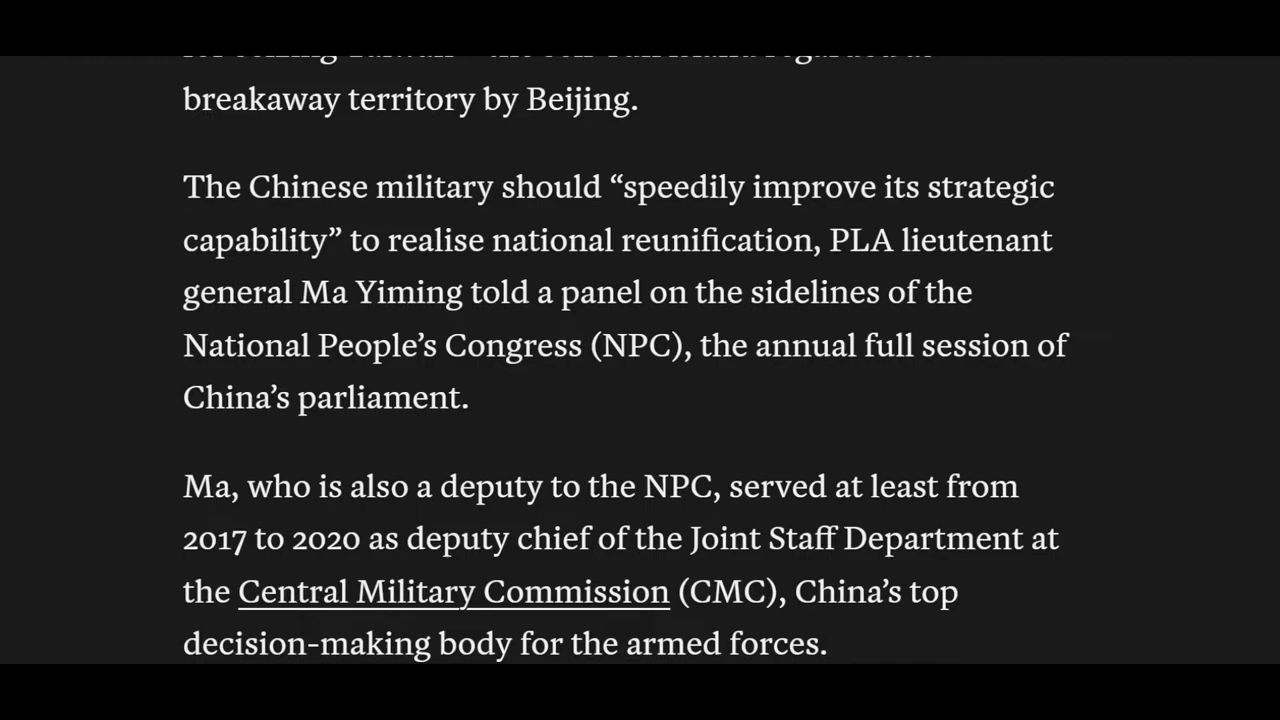 breakaway territory by Beijing.
The Chinese military should “speedily improve its strategic
capability” to realise national reunification, PLA lieutenant
general Ma Yiming told a panel on the sidelines of the
National People’s Congress (NPC), the annual full session of
China’s parliament.
Ma, who is also a deputy to the NPC, served at least from
2017 to 2020 as deputy chief of the Joint Staff Department at
the Central Military Commission (CMC), China’s top
decision-making body for the armed forces.